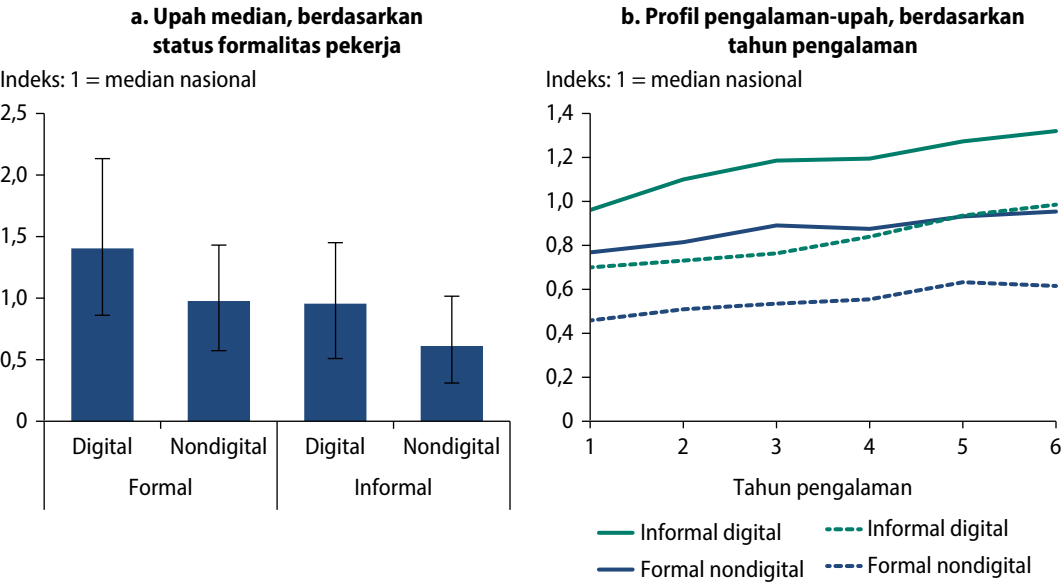 a. Upah median, berdasarkan
status formalitas pekerja
Indeks: 1 = median nasional
2,5
2,0
1,5
1,0
0,5
0
Digital
Nondigital
Digital
Nondigital
Formal
Informal
b. Profil pengalaman-upah, berdasarkan
tahun pengalaman
Indeks: 1 = median nasional
1,4
1,2
1,0
0,8
0,6
0,4
0,2
0
1
2
3
4
5
6
Tahun pengalaman
Informal digital
Informal digital
Formal nondigital
Formal nondigital